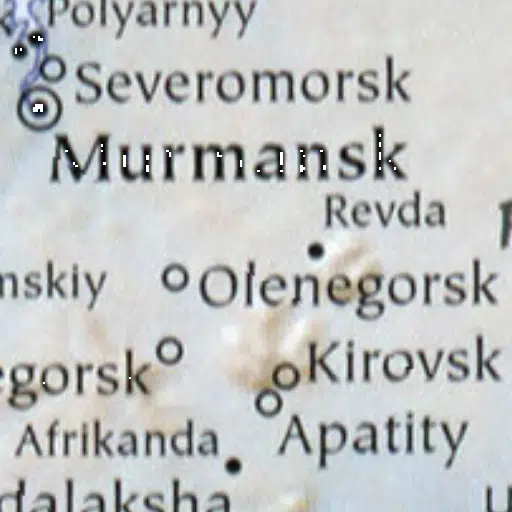 Polyarnyy
Severomorsk
Murmansk
Revda
nskiy
Olenegorsk
egorsk
Kirovsk
Afrikanda
Apatity
dalaksha